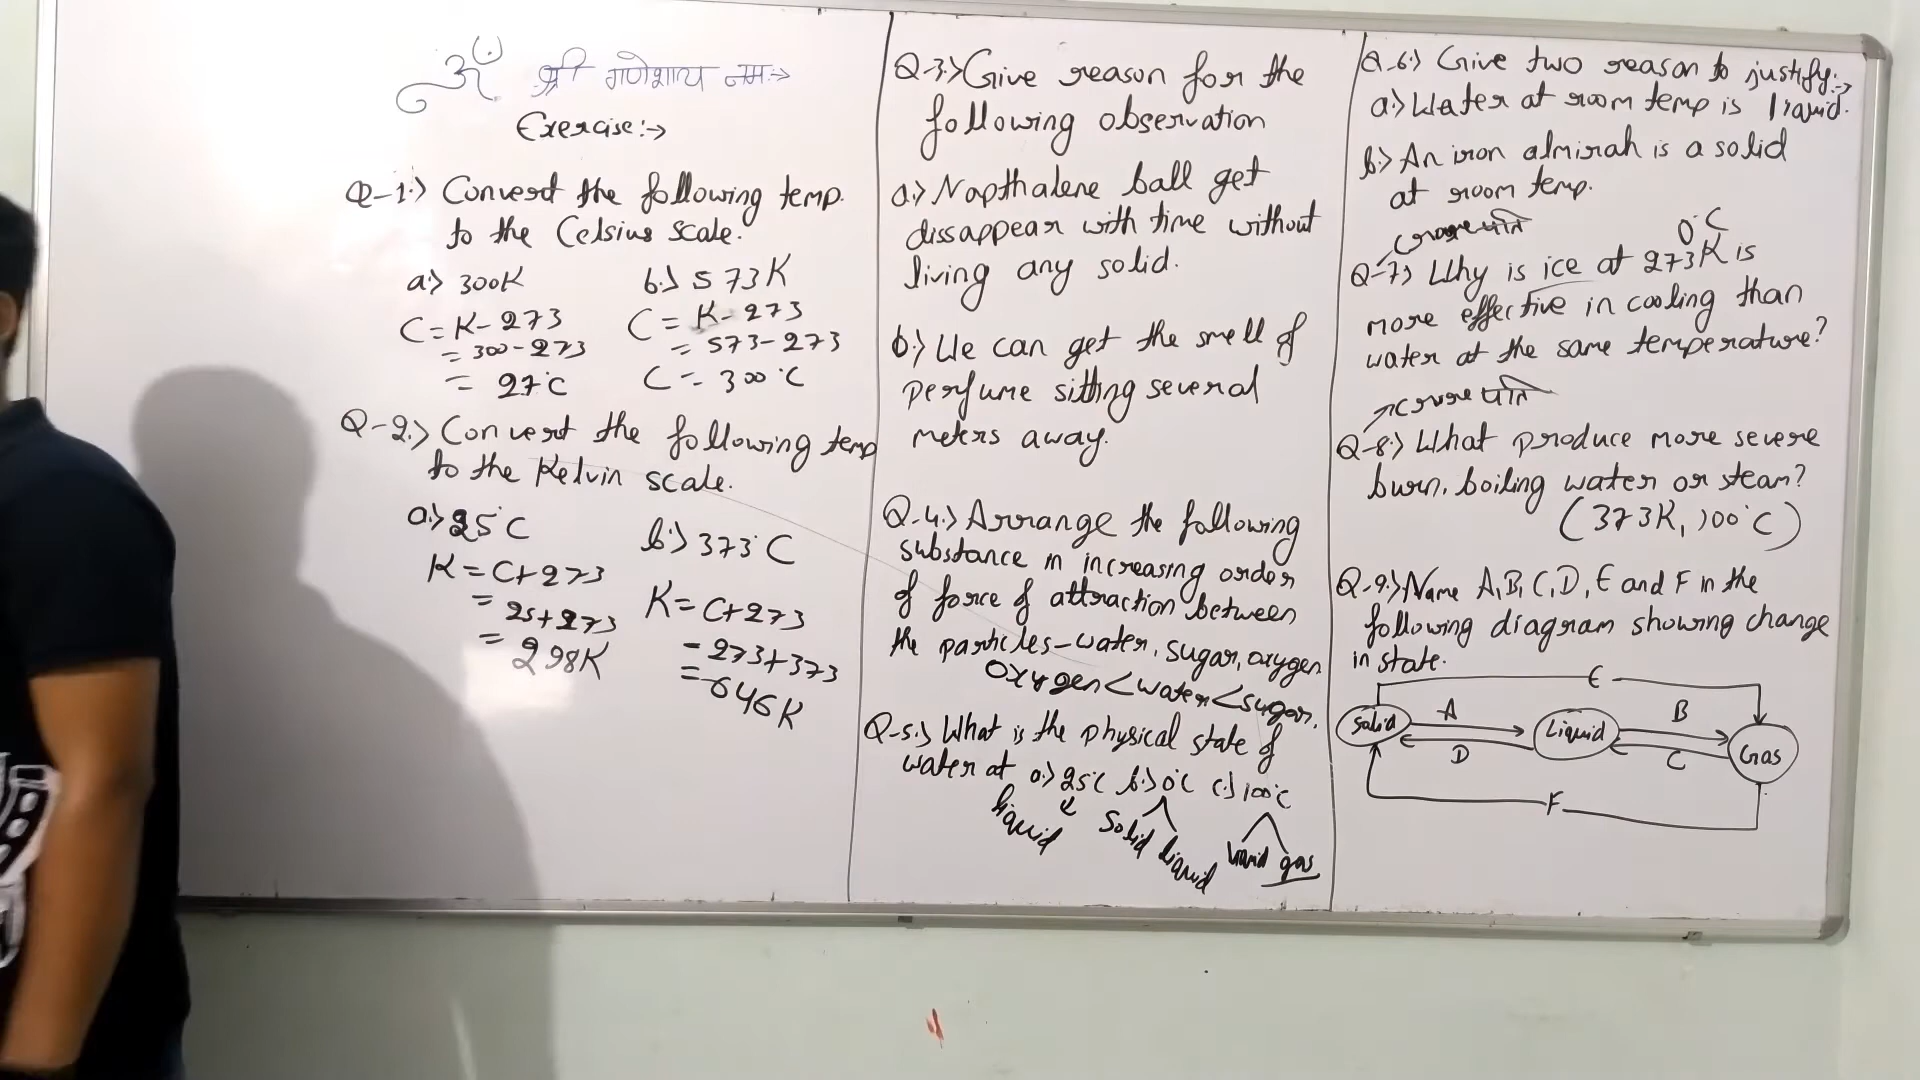 ॐ श्री गणेशाय नमः→
Exercise:→
Q-1:> Convert the following temp.
to the Celsius scale.
a:> 300K b:> 573K
C = K-273 C = K-273
= 300-273 = 573-273
= 27°C C = 300°C
Q-2:> Convert the following temp
to the Kelvin scale.
a:> 25°C b:> 373°C
K = C+273 K = C+273
= 25+273 = 273+373
= 298K = 646K
Q-3:> Give reason for the
following observation
a:> Napthalene ball get
dissappear with time without
living any solid.
b:> We can get the smell of
perfume sitting several
meters away.
Q-4:> Arrange the following
substance in increasing order
of force of attraction between
the particles-water, sugar, oxygen.
Oxygen<water<sugar.
Q-5:> What is the physical state of
water at a:> 25°C b:> 0°C c:> 100°C
liquid Solid liquid liquid gas
Q-6:> Give two reason to justify:→
a:> Water at room temp is liquid.
b:> An iron almirah is a solid
at room temp.
0°C
Q-7:> Why is ice at 273K is
more effective in cooling than
water at the same temperature?
Q-8:> What produce more severe
burn, boiling water or steam?
(373K, 100°C)
Q-9:> Name A,B,C,D,E and F in the
following diagram showing change
in state.
E
Solid A Liquid B Gas
D C
F